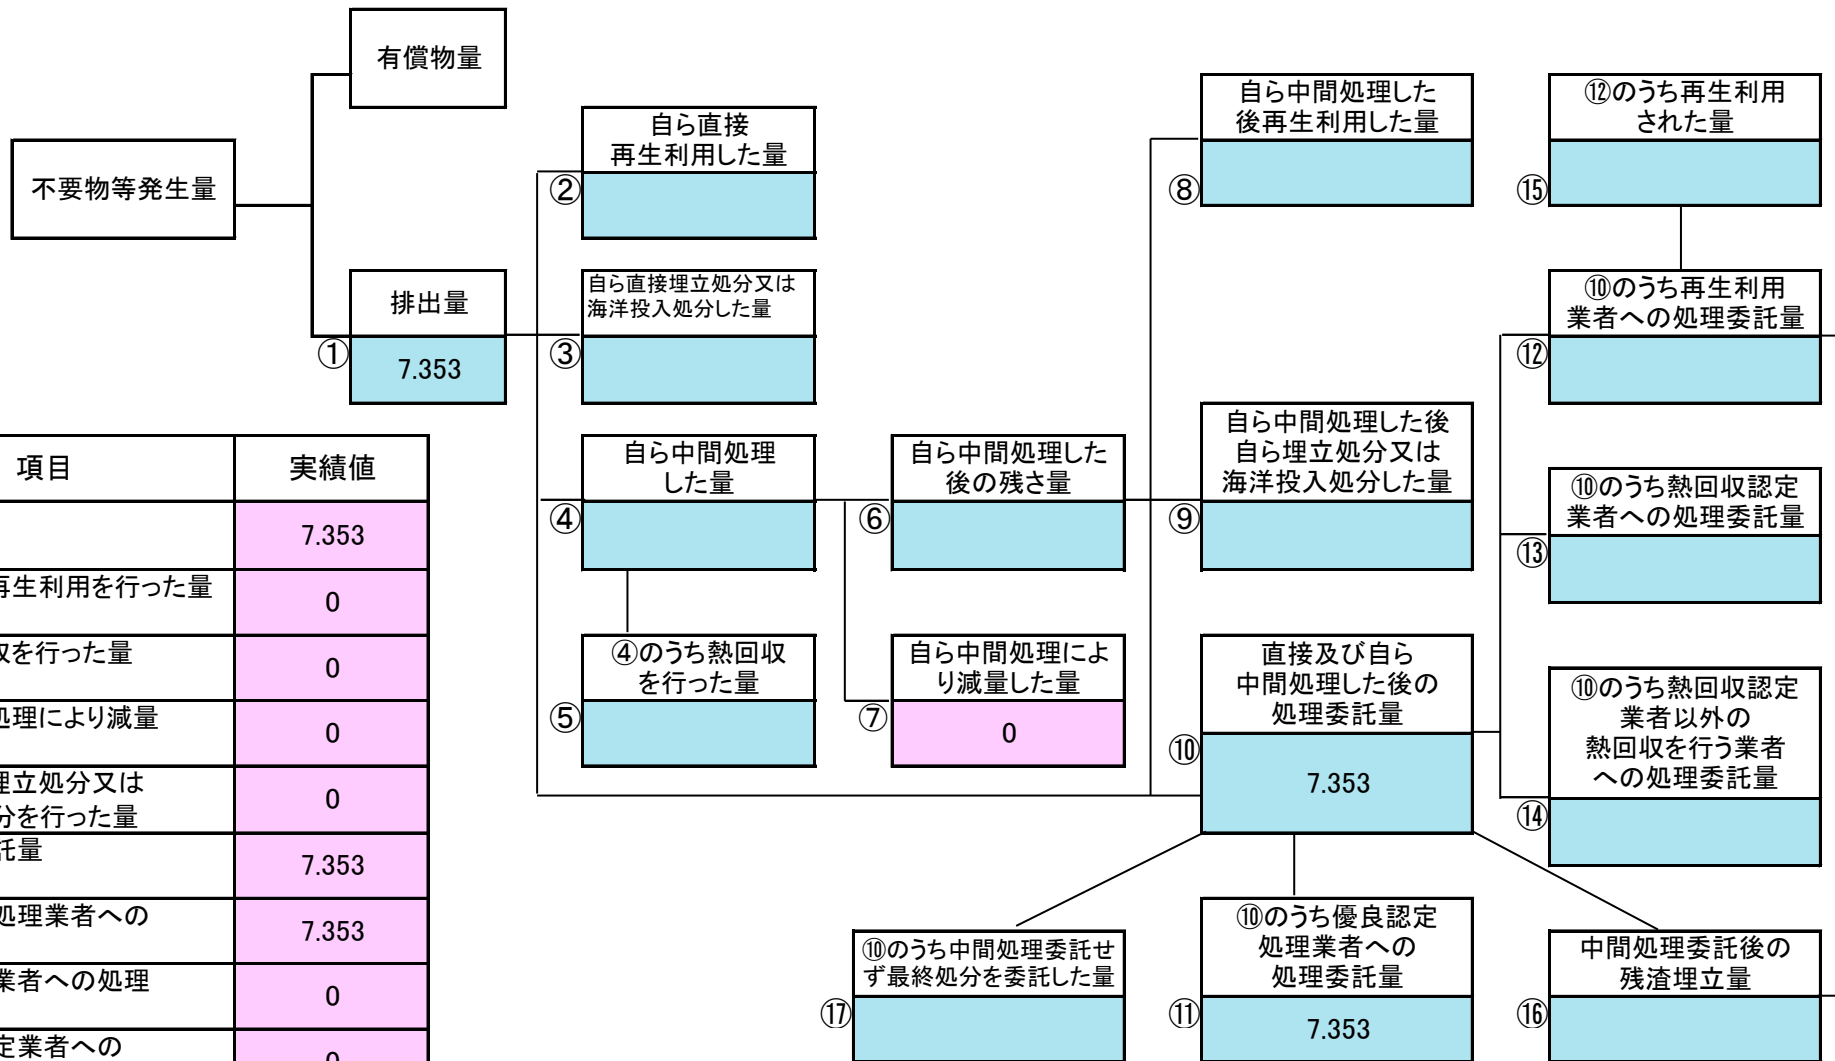 有償物量
不要物等発生量
排出量
①
7.353
自ら直接
再生利用した量
②
自ら直接埋立処分又は
海洋投入処分した量
③
自ら中間処理
した量
④
④のうち熱回収
を行った量
⑤
自ら中間処理した
後の残さ量
⑥
自ら中間処理によ
り減量した量
⑦
0
自ら中間処理した
後再生利用した量
⑧
自ら中間処理した後
自ら埋立処分又は
海洋投入処分した量
⑨
直接及び自ら
中間処理した後の
処理委託量
⑩
7.353
⑫のうち再生利用
された量
⑮
⑩のうち再生利用
業者への処理委託量
⑫
⑩のうち熱回収認定
業者への処理委託量
⑬
⑩のうち熱回収認定
業者以外の
熱回収を行う業者
への処理委託量
⑭
⑩のうち中間処理委託せ
ず最終処分を委託した量
⑰
⑩のうち優良認定
処理業者への
処理委託量
⑪
7.353
中間処理委託後の
残渣埋立量
⑯
項目 実績値
7.353
再生利用を行った量 0
収を行った量 0
処理により減量 0
埋立処分又は
分を行った量 0
託量 7.353
処理業者への 7.353
業者への処理 0
定業者への 0